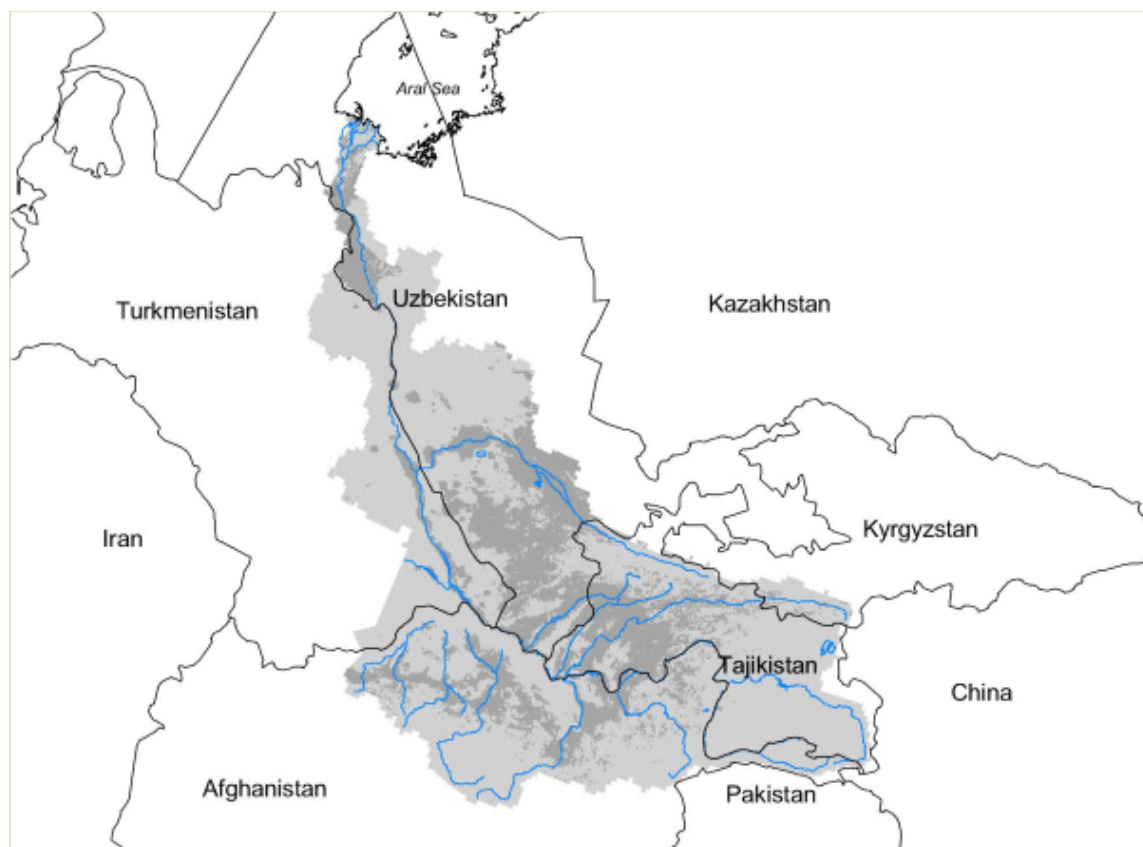 Aral Sea
Turkmenistan
Uzbekistan
Kazakhstan
Iran
Kyrgyzstan
Tajikistan
China
Afghanistan
Pakistan